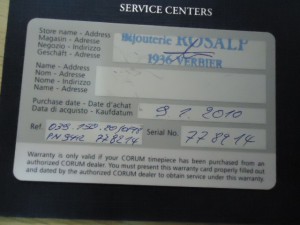 SERVICE CENTERS
Store name - Address
Magasin - Adresse
Negozio - Indirizzo
Geschäft - Adresse
Bijouterie ROSALP
1936 VERBIER
Name - Address
Nom - Adresse
Nome - Indirizzo
Name - Adresse
Purchase date - Date d'achat
Data di acquisto - Kaufdatum
9 1. 2010
Ref.
Serial No.
778214
778214
Warranty is only valid if your CORUM timepiece has been purchased from an
authorized CORUM dealer. You must present this warranty card properly filled out
and dated by the authorized CORUM dealer to obtain service under this warranty.